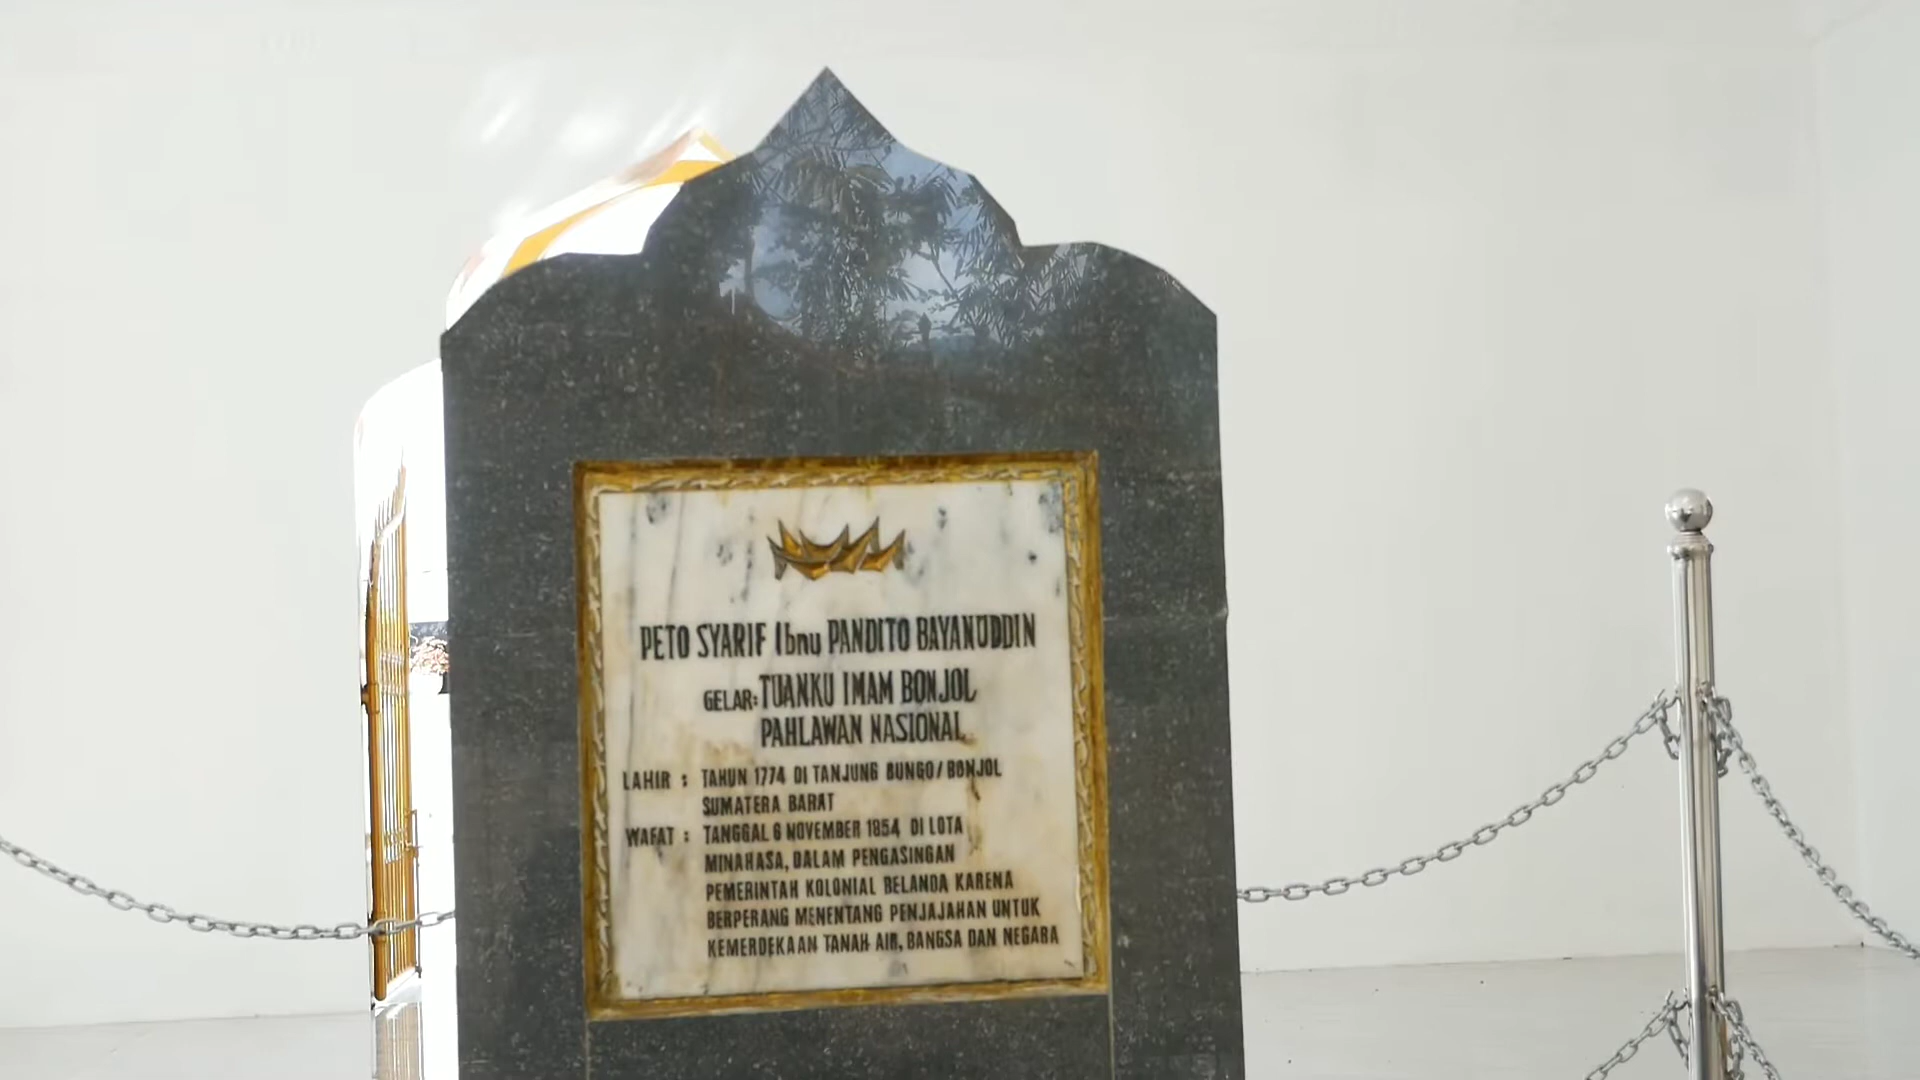 PETO SYARIF Ibnu PANDITO BAYANUDDIN
GELAR: TUANKU IMAM BONJOL
PAHLAWAN NASIONAL
LAHIR : TAHUN 1774 DI TANJUNG BUNGO/BONJOL
SUMATERA BARAT
WAFAT : TANGGAL 6 NOVEMBER 1854 DI LOTA
MINAHASA, DALAM PENGASINGAN
PEMERINTAH KOLONIAL BELANDA KARENA
BERPERANG MENENTANG PENJAJAHAN UNTUK
KEMERDEKAAN TANAH AIR, BANGSA DAN NEGARA